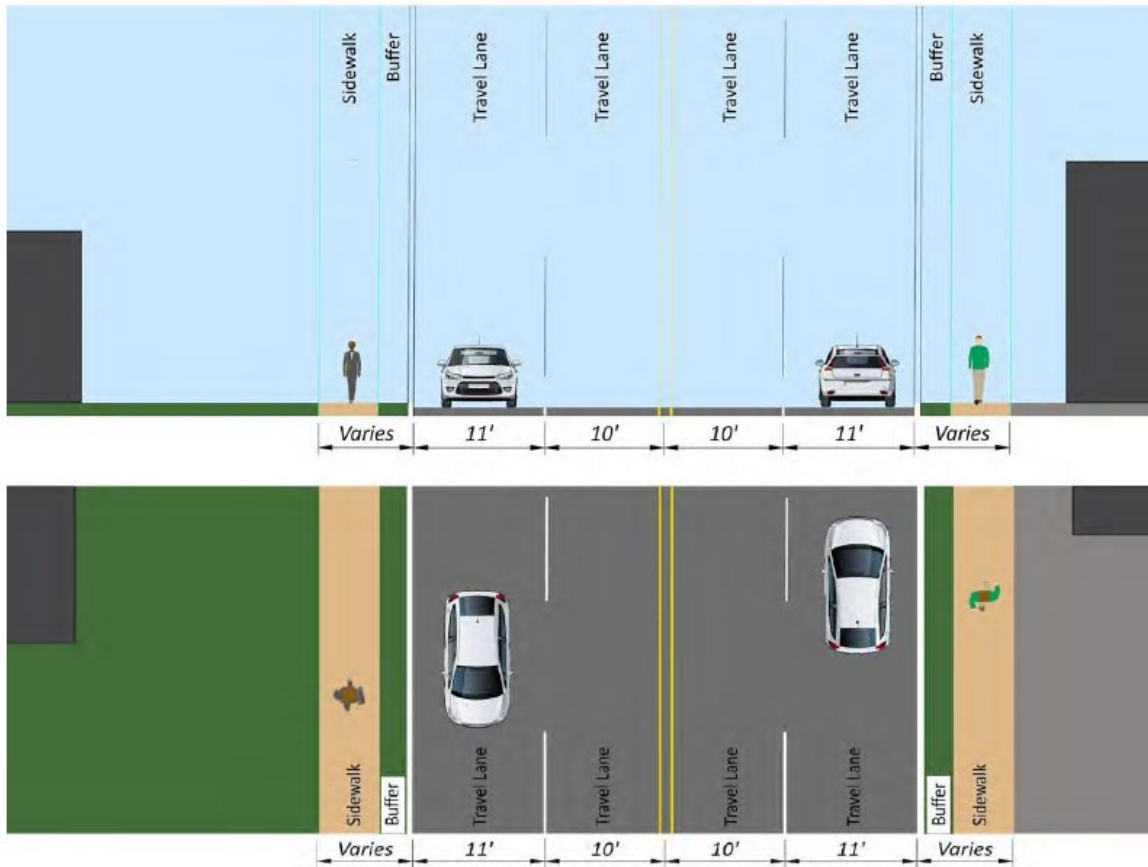 Sidewalk
Buffer
Travel Lane
Travel Lane
Travel Lane
Travel Lane
Buffer
Sidewalk
Varies
11'
10'
10'
11'
Varies
Sidewalk
Buffer
Travel Lane
Travel Lane
Travel Lane
Travel Lane
Buffer
Sidewalk
Varies
11'
10'
10'
11'
Varies